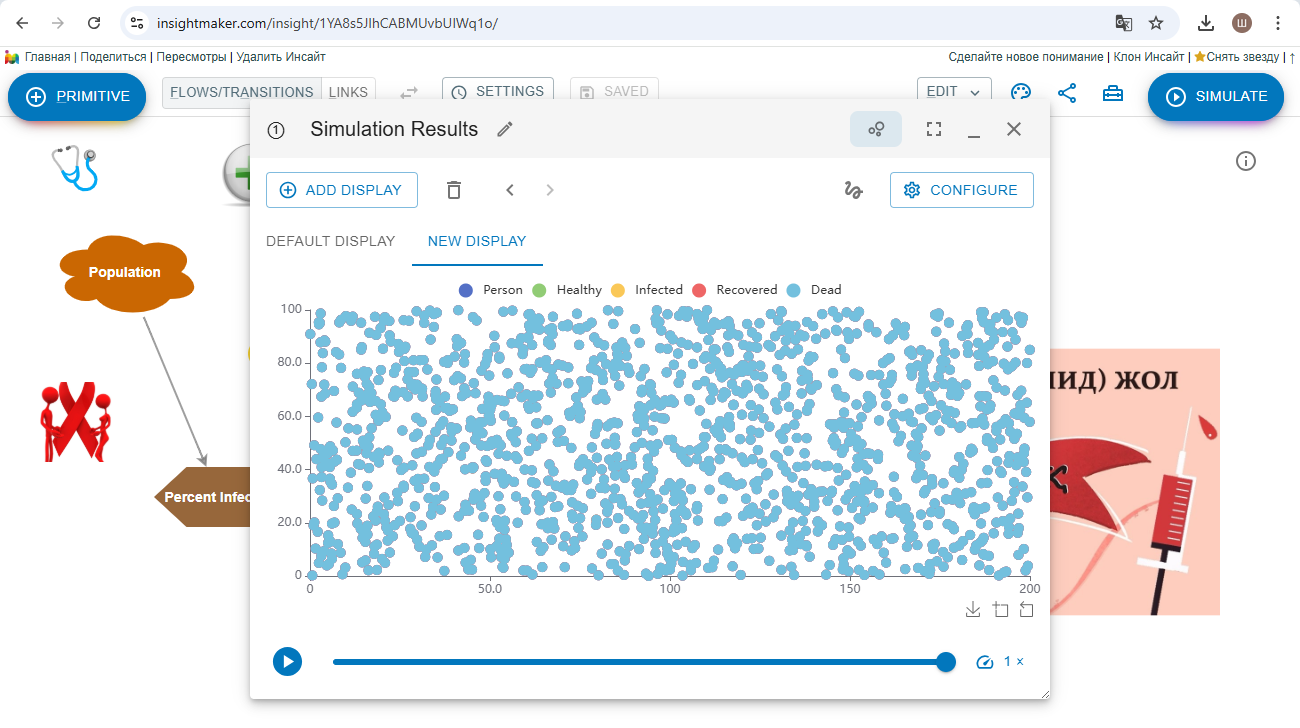 insightmaker.com/insight/1YA8s5JIhCABMUvbUIWq1o/
Ш
Главная | Поделиться | Пересмотры | Удалить Инсайт
Сделайте новое понимание | Клон Инсайт | Снять звезду | ↑
PRIMITIVE
FLOWS/TRANSITIONS
LINKS
SETTINGS
SAVED
EDIT
SIMULATE
1 Simulation Results
ADD DISPLAY
CONFIGURE
DEFAULT DISPLAY
NEW DISPLAY
Person Healthy Infected Recovered Dead
100
80.0
60.0
40.0
20.0
0
0 50.0 100 150 200
1 ×
Population
Percent Infec
ИД) ЖОЛ